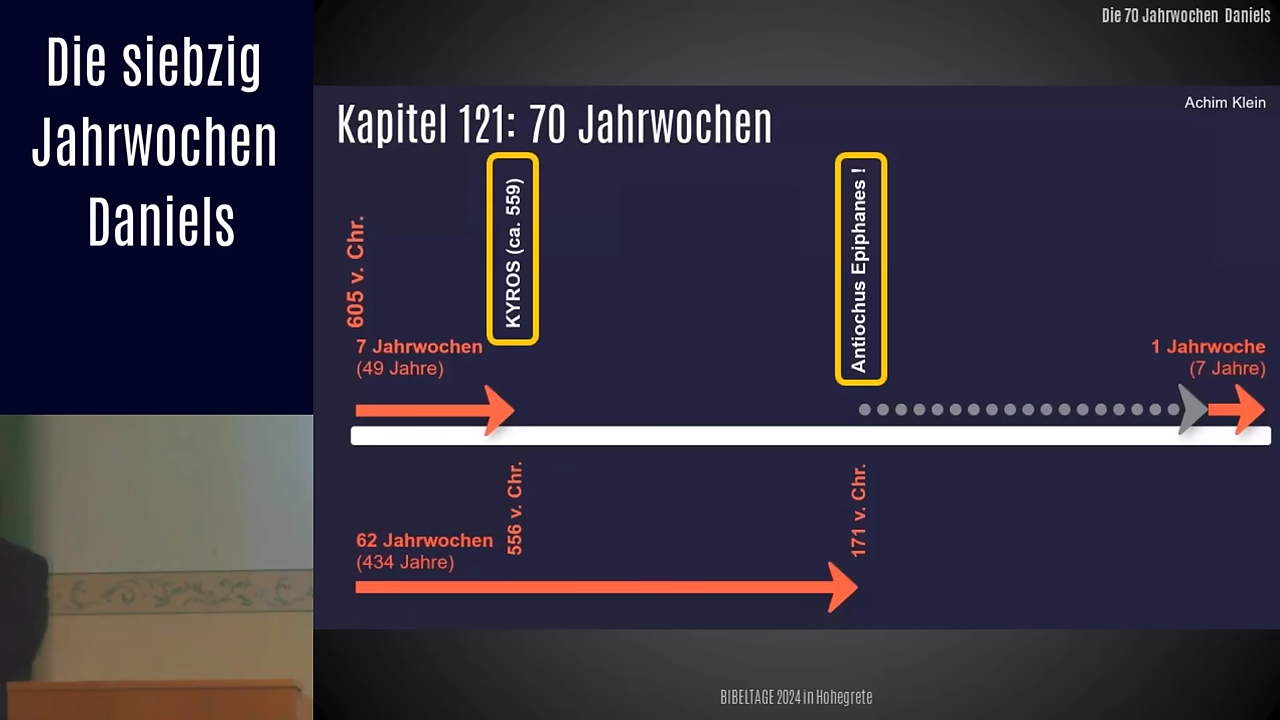 Die siebzig
Jahrwochen
Daniels
Die 70 Jahrwochen Daniels
Achim Klein
Kapitel 121: 70 Jahrwochen
605 v. Chr.
KYROS (ca. 559)
Antiochus Epiphanes !
7 Jahrwochen
(49 Jahre)
1 Jahrwoche
(7 Jahre)
556 v. Chr.
171 v. Chr.
62 Jahrwochen
(434 Jahre)
BIBELTAGE 2024 in Hohegrete